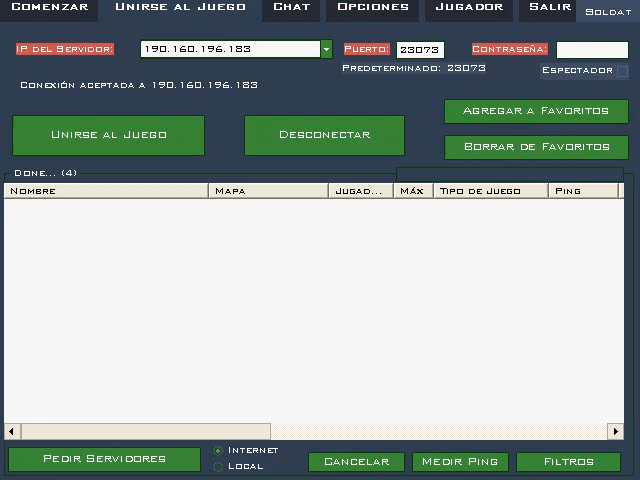 Comenzar Unirse al Juego Chat Opciones Jugador Salir Soldat
IP del Servidor: 190.160.196.183 Puerto: 23073 Contraseña:
Predeterminado: 23073 Espectador
Conexión aceptada a 190.160.196.183
Agregar a Favoritos
Unirse al Juego Desconectar
Borrar de Favoritos
Done... (4)
Nombre Mapa Jugad... Máx Tipo de Juego Ping
Internet
Pedir Servidores Cancelar Medir Ping Filtros
Local